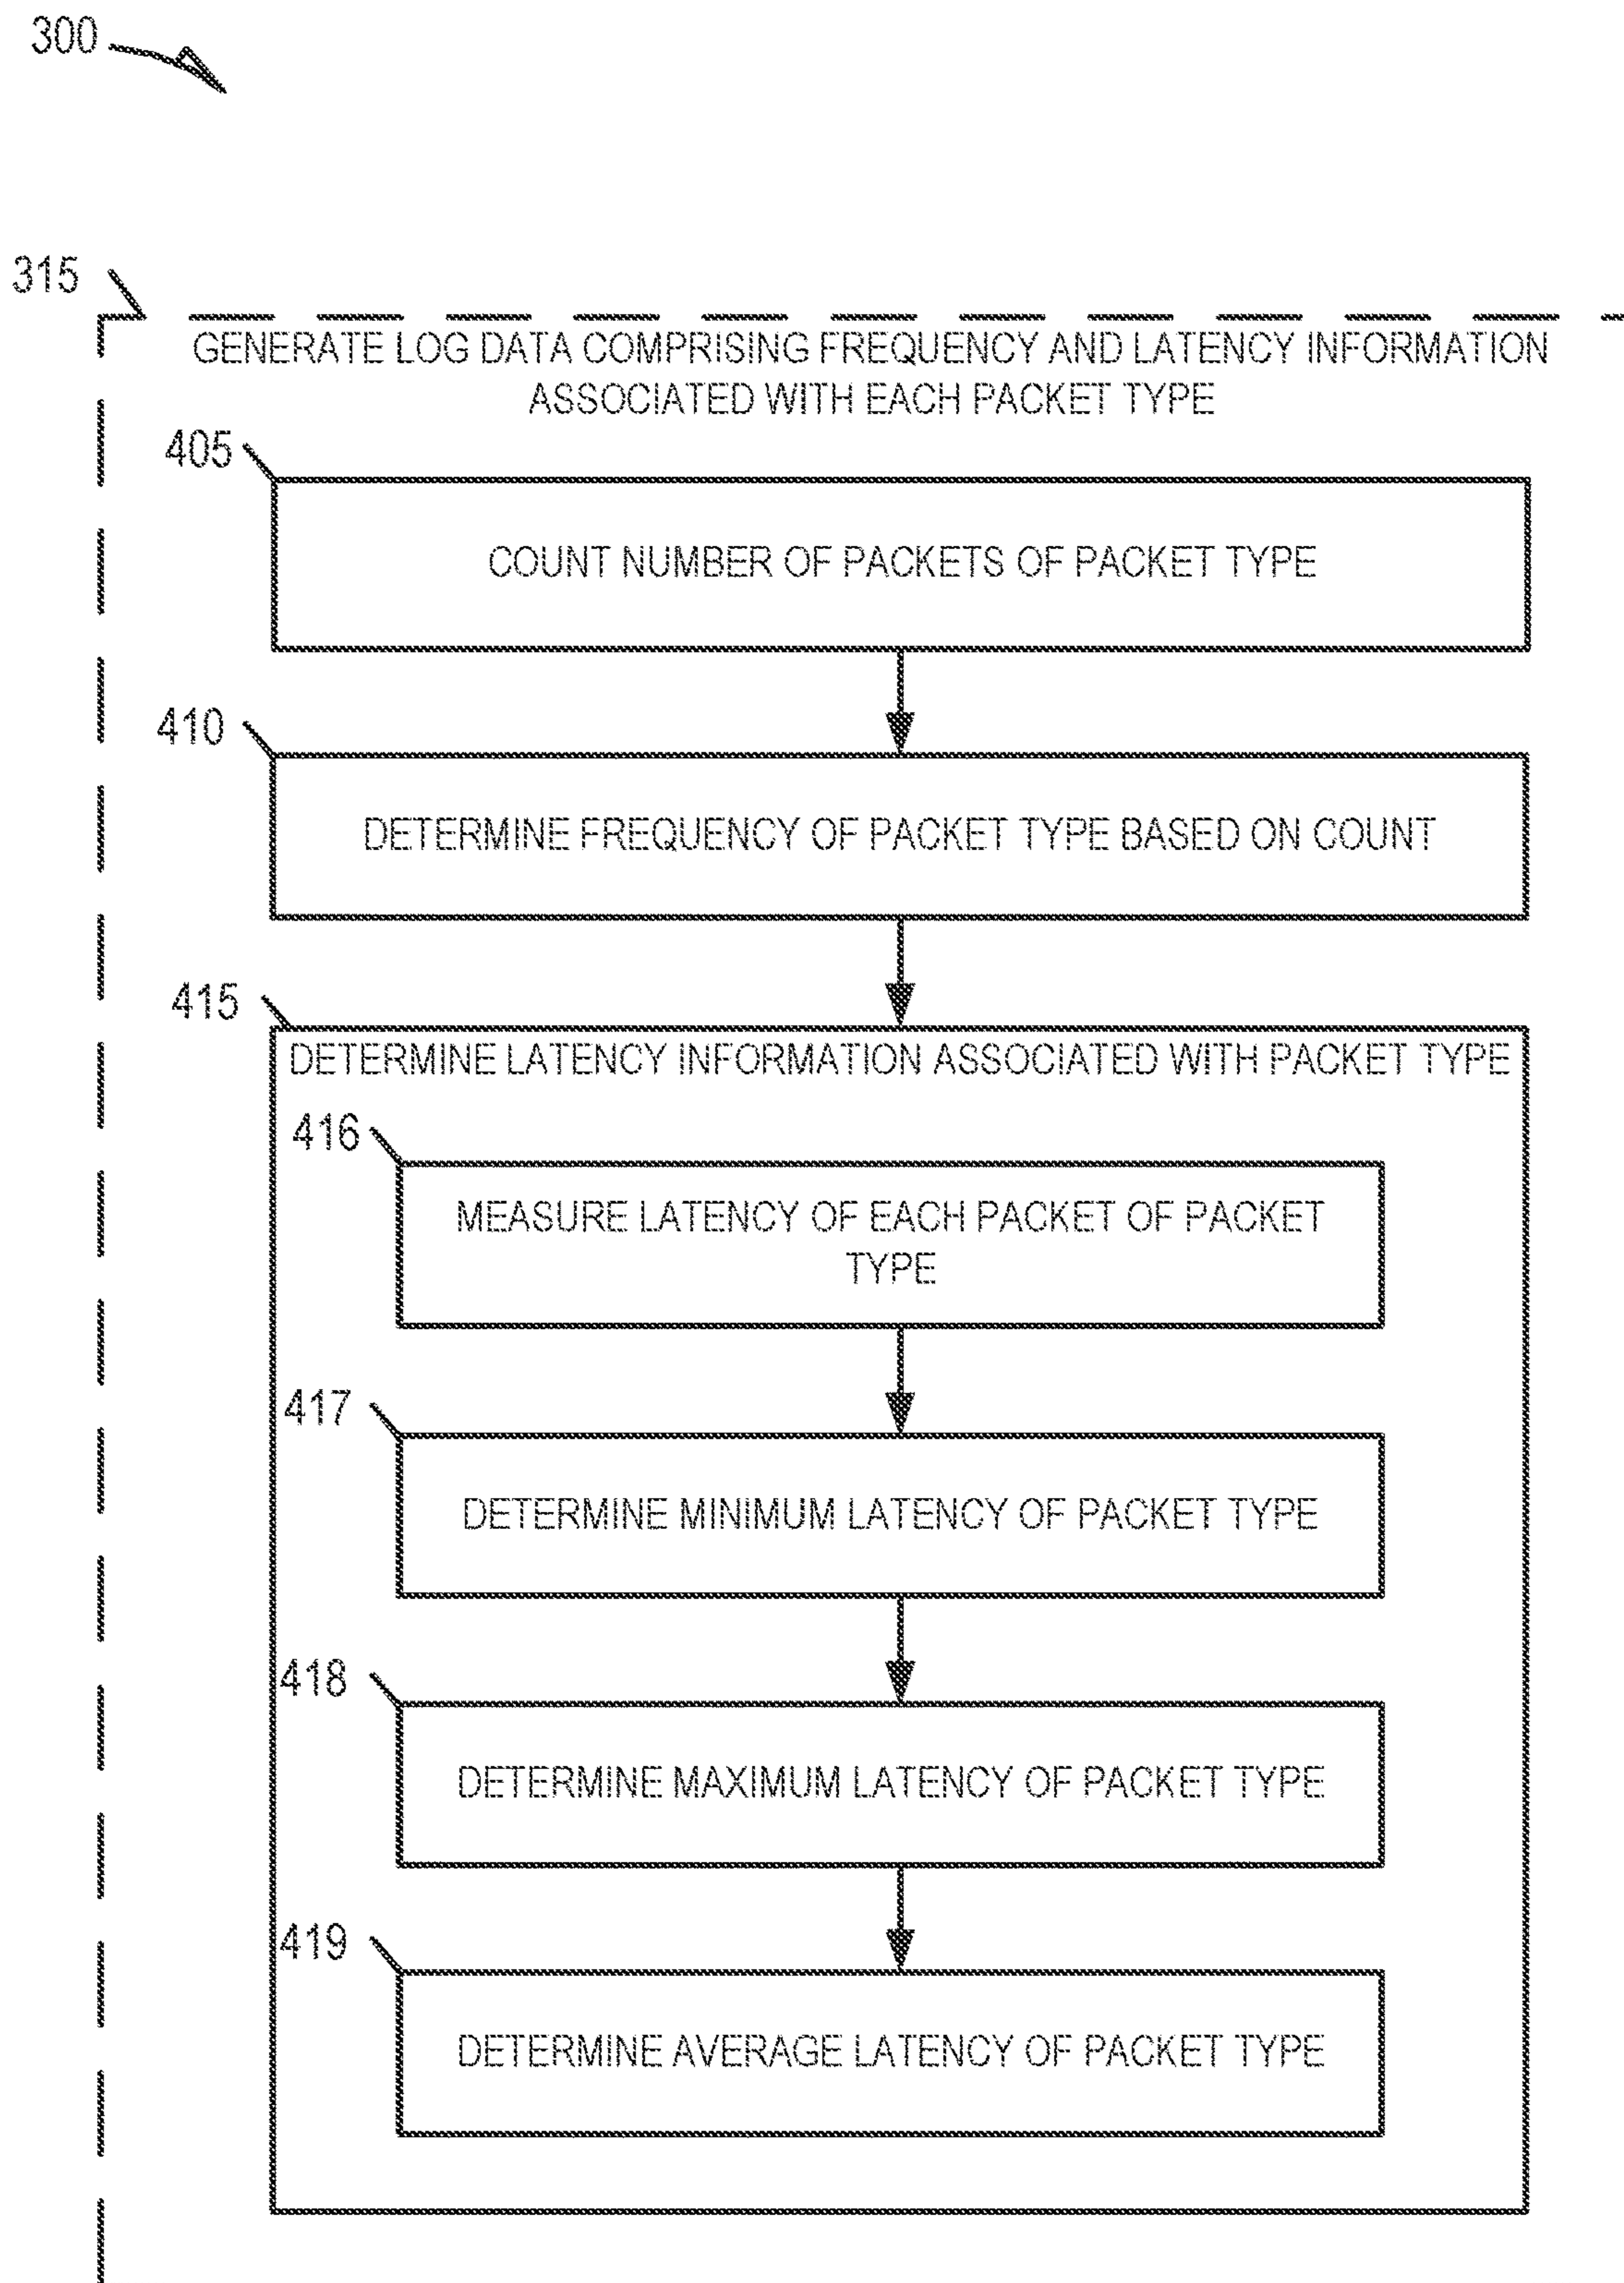 300
315
GENERATE LOG DATA COMPRISING FREQUENCY AND LATENCY INFORMATION
ASSOCIATED WITH EACH PACKET TYPE
405
COUNT NUMBER OF PACKETS OF PACKET TYPE
410
DETERMINE FREQUENCY OF PACKET TYPE BASED ON COUNT
415
DETERMINE LATENCY INFORMATION ASSOCIATED WITH PACKET TYPE
416
MEASURE LATENCY OF EACH PACKET OF PACKET
TYPE
417
DETERMINE MINIMUM LATENCY OF PACKET TYPE
418
DETERMINE MAXIMUM LATENCY OF PACKET TYPE
419
DETERMINE AVERAGE LATENCY OF PACKET TYPE